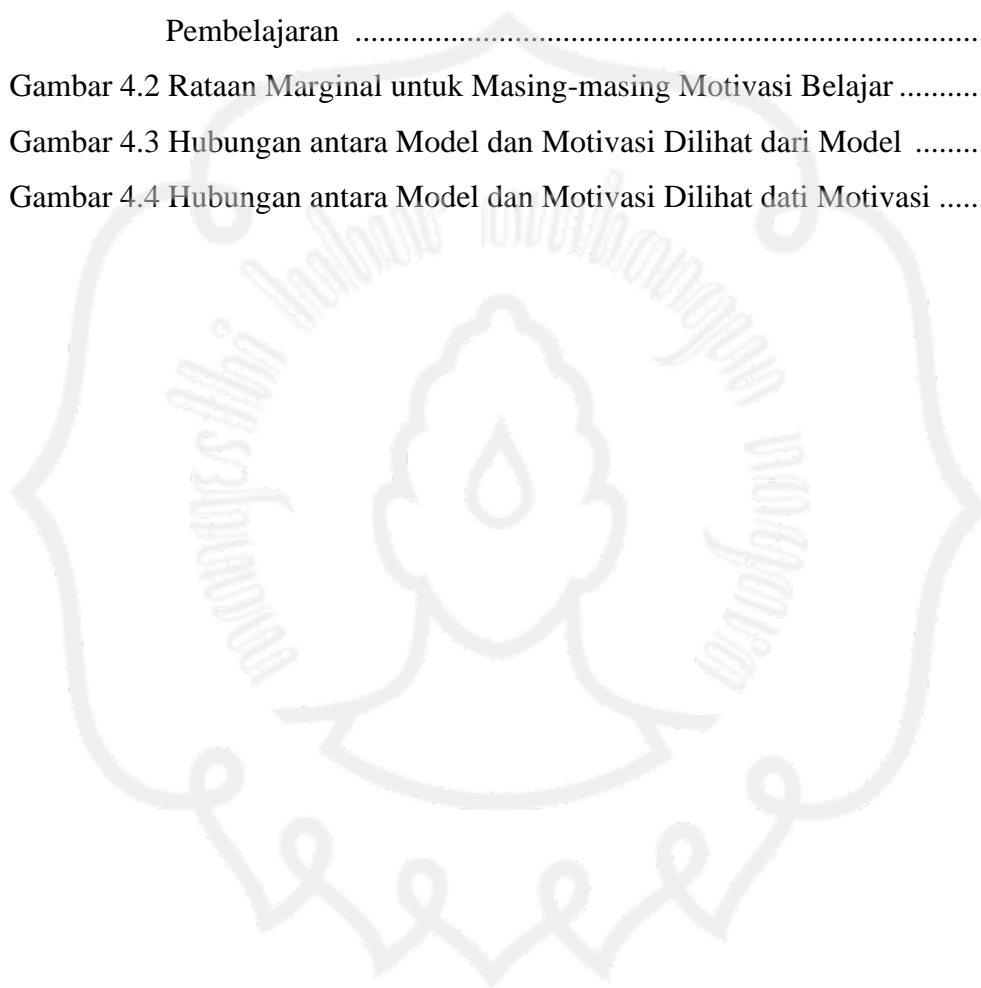 Pembelajaran ................................................................................
Gambar 4.2 Rataan Marginal untuk Masing-masing Motivasi Belajar ..........
Gambar 4.3 Hubungan antara Model dan Motivasi Dilihat dari Model ........
Gambar 4.4 Hubungan antara Model dan Motivasi Dilihat dati Motivasi ......